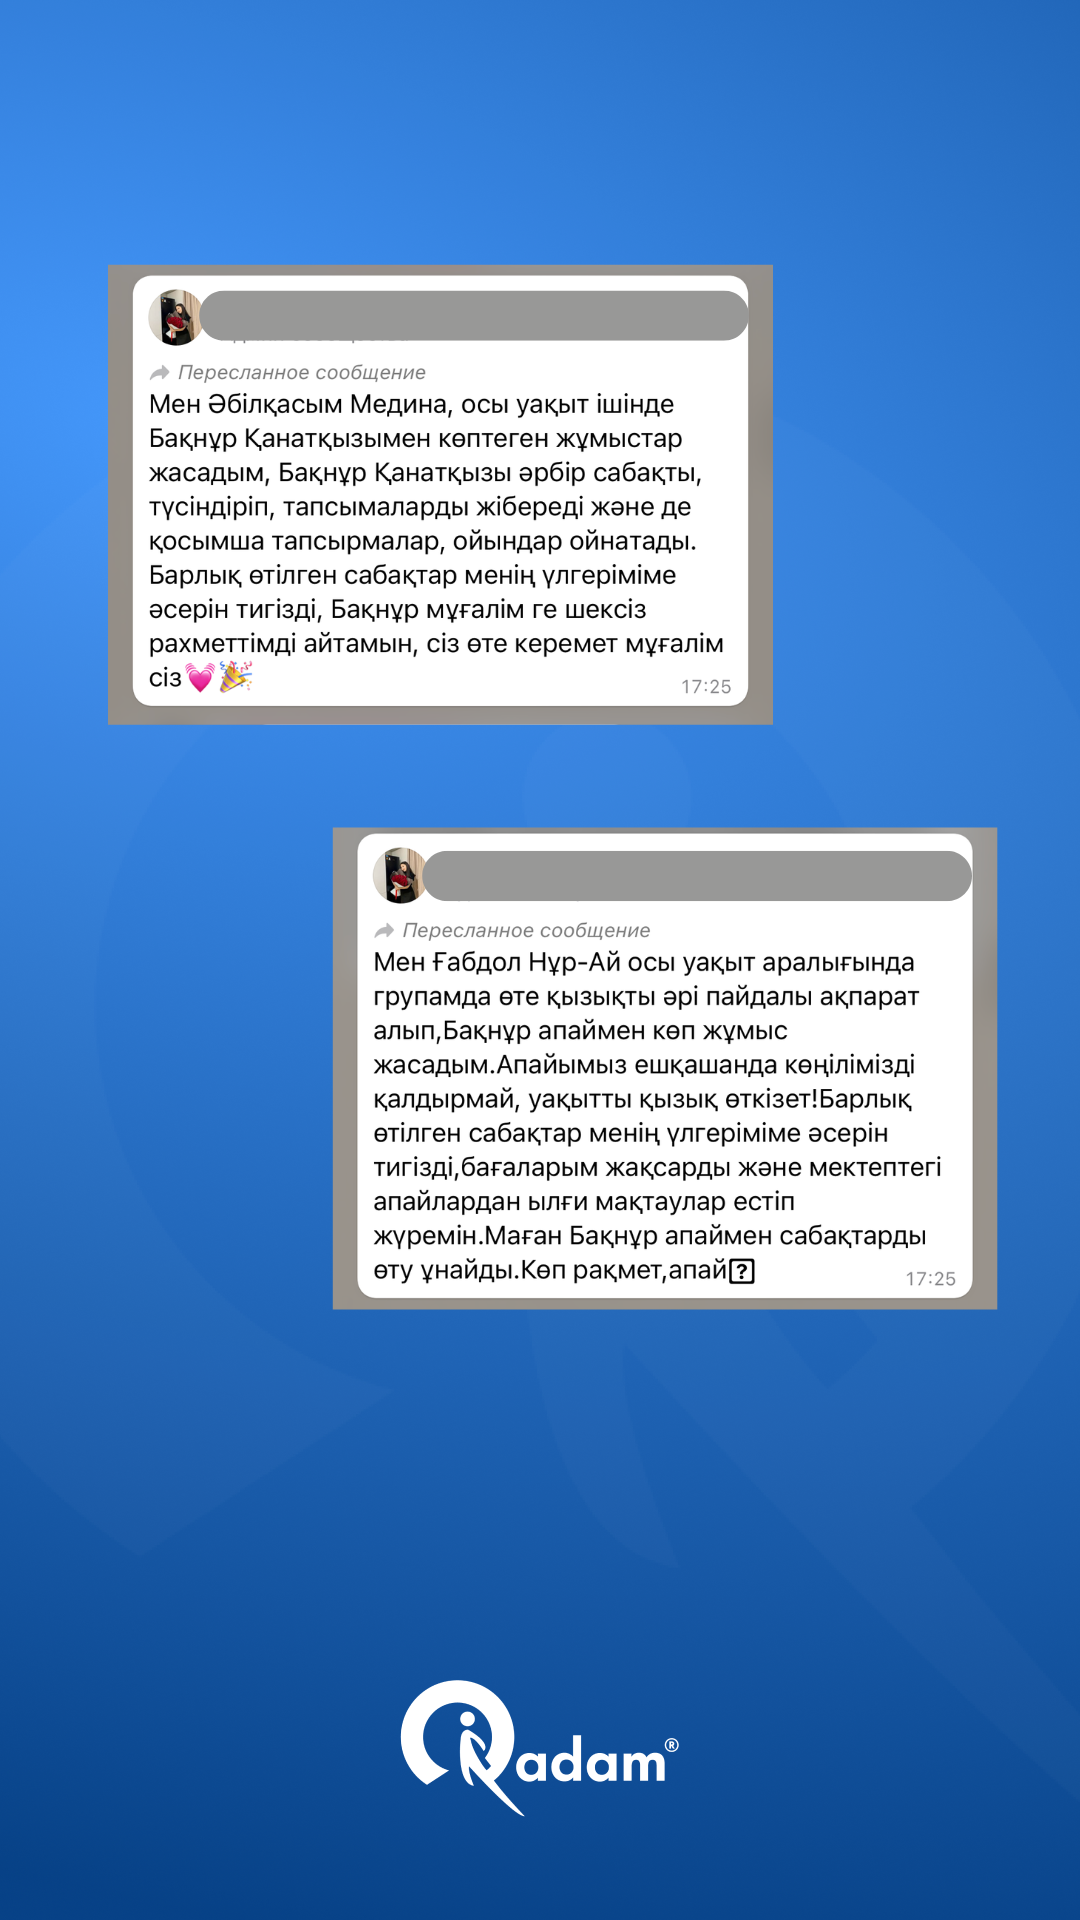 Пересланное сообщение
Мен Әбілқасым Медина, осы уақыт ішінде
Бақнұр Қанатқызымен көптеген жұмыстар
жасадым, Бақнұр Қанатқызы әрбір сабақты,
түсіндіріп, тапсымаларды жібереді және де
қосымша тапсырмалар, ойындар ойнатады.
Барлық өтілген сабақтар менің үлгеріміме
әсерін тигізді, Бақнұр мұғалім ге шексіз
рахметтімді айтамын, сіз өте керемет мұғалім
сіз💓🎉
17:25
Пересланное сообщение
Мен Ғабдол Нұр-Ай осы уақыт аралығында
групамда өте қызықты әрі пайдалы ақпарат
алып,Бақнұр апаймен көп жұмыс
жасадым.Апайымыз ешқашанда көңілімізді
қалдырмай, уақытты қызық өткізет!Барлық
өтілген сабақтар менің үлгеріміме әсерін
тигізді,бағаларым жақсарды және мектептегі
апайлардан ылғи мақтаулар естіп
жүремін.Маған Бақнұр апаймен сабақтарды
өту ұнайды.Көп рақмет,апай⍰
17:25
Qadam®